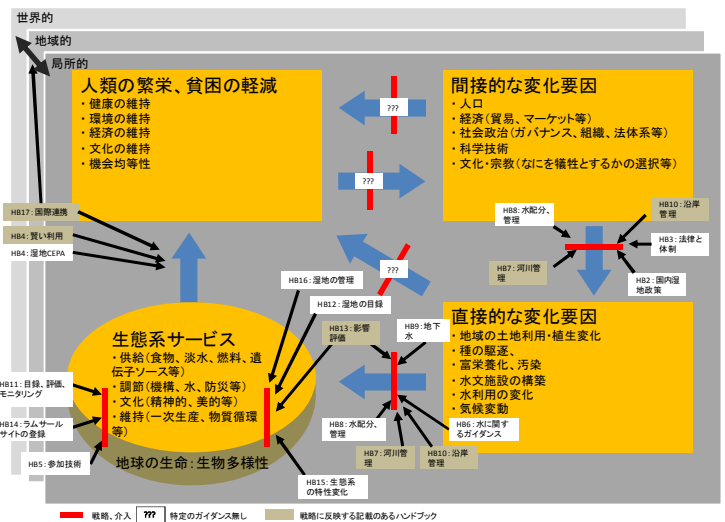 世界的
地域的
局所的
人類の繁栄、貧困の軽減
・健康の維持
・環境の維持
・経済の維持
・文化の維持
・機会均等性
???
???
間接的な変化要因
・人口
・経済(貿易、マーケット等)
・社会政治(ガバナンス、組織、法体系等)
・科学技術
・文化・宗教(なにを犠牲とするかの選択等)
HB17:国際連携
HB4:賢い利用
HB4:湿地CEPA
HB8:水配分、
管理
HB10:沿岸
管理
HB3:法律と
体制
HB7:河川管
理
HB2:国内湿
地政策
???
HB16:湿地の管理
HB12:湿地の目録
HB13:影響
評価
HB9:地下
水
生態系サービス
・供給(食物、淡水、燃料、遺
伝子ソース等)
・調節(機構、水、防災等)
・文化(精神的、美的等)
・維持(一次生産、物質循環
等)
地球の生命:生物多様性
直接的な変化要因
・地域の土地利用・植生変化
・種の駆逐、
・富栄養化、汚染
・水文施設の構築
・水利用の変化
・気候変動
HB11:目録、評価、
モニタリング
HB14:ラムサール
サイトの登録
HB5:参加技術
HB8:水配分、
管理
HB6:水に関す
るガイダンス
HB7:河川管
理
HB10:沿岸
管理
HB15:生態系
の特性変化
戦略、介入 ??? 特定のガイダンス無し 戦略に反映する記載のあるハンドブック